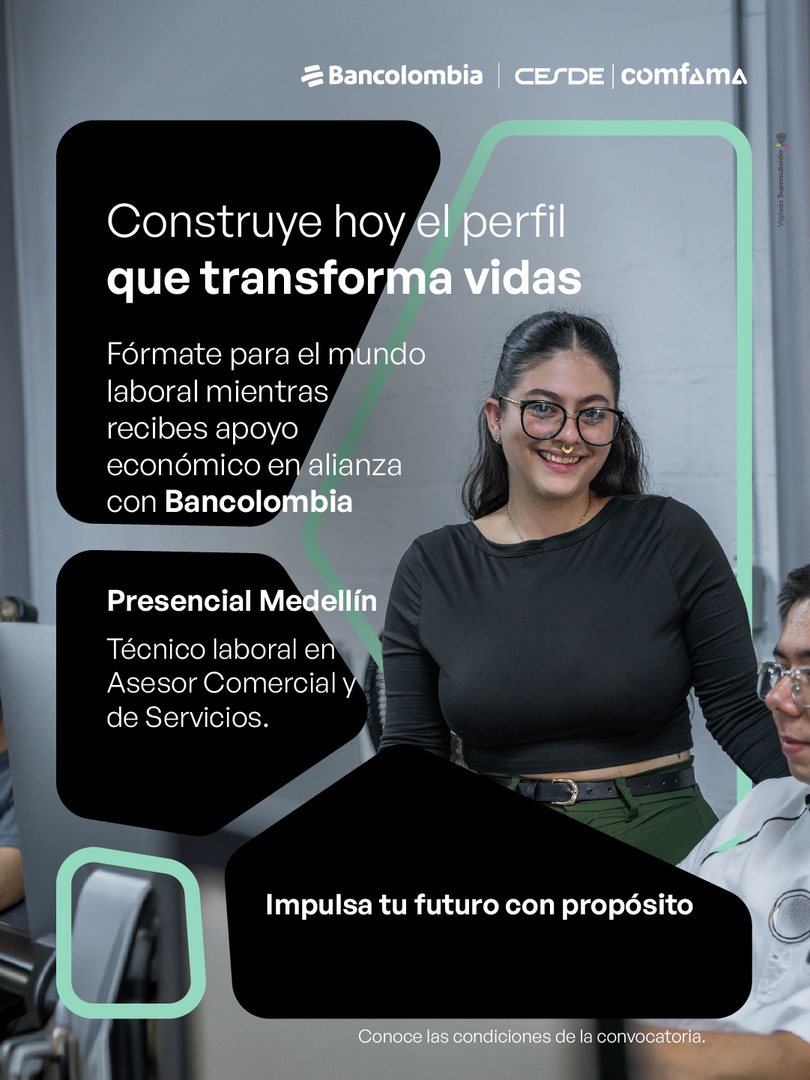 Bancolombia | CESDE | comfama
Vigilado Supersubsidio
Construye hoy el perfil
que transforma vidas
Fórmate para el mundo
laboral mientras
recibes apoyo
económico en alianza
con Bancolombia
Presencial Medellín
Técnico laboral en
Asesor Comercial y
de Servicios.
Impulsa tu futuro con propósito
Conoce las condiciones de la convocatoria.